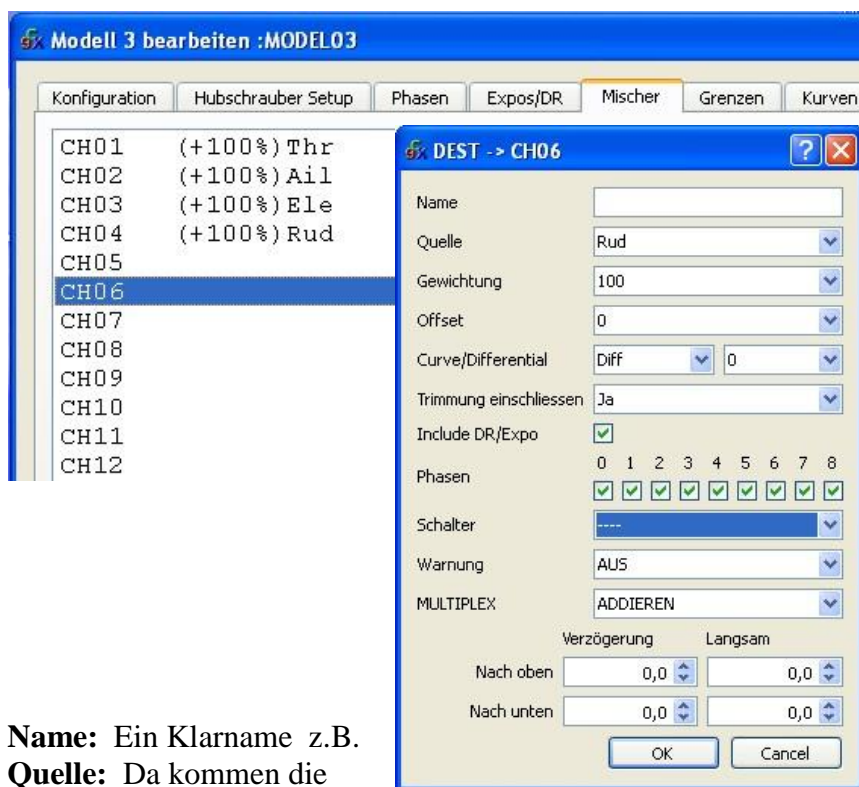 Modell 3 bearbeiten :MODEL03
Konfiguration Hubschrauber Setup Phasen Expos/DR Mischer Grenzen Kurven
CH01 (+100%)Thr
CH02 (+100%)Ail
CH03 (+100%)Ele
CH04 (+100%)Rud
CH05
CH06
CH07
CH08
CH09
CH10
CH11
CH12
DEST -> CH06
Name
Quelle Rud
Gewichtung 100
Offset 0
Curve/Differential Diff 0
Trimmung einschliessen Ja
Include DR/Expo
0 1 2 3 4 5 6 7 8
Phasen
Schalter ----
Warnung AUS
MULTIPLEX ADDIEREN
Verzögerung Langsam
Nach oben 0,0 0,0
Nach unten 0,0 0,0
OK Cancel
Name: Ein Klarname z.B.
Quelle: Da kommen die